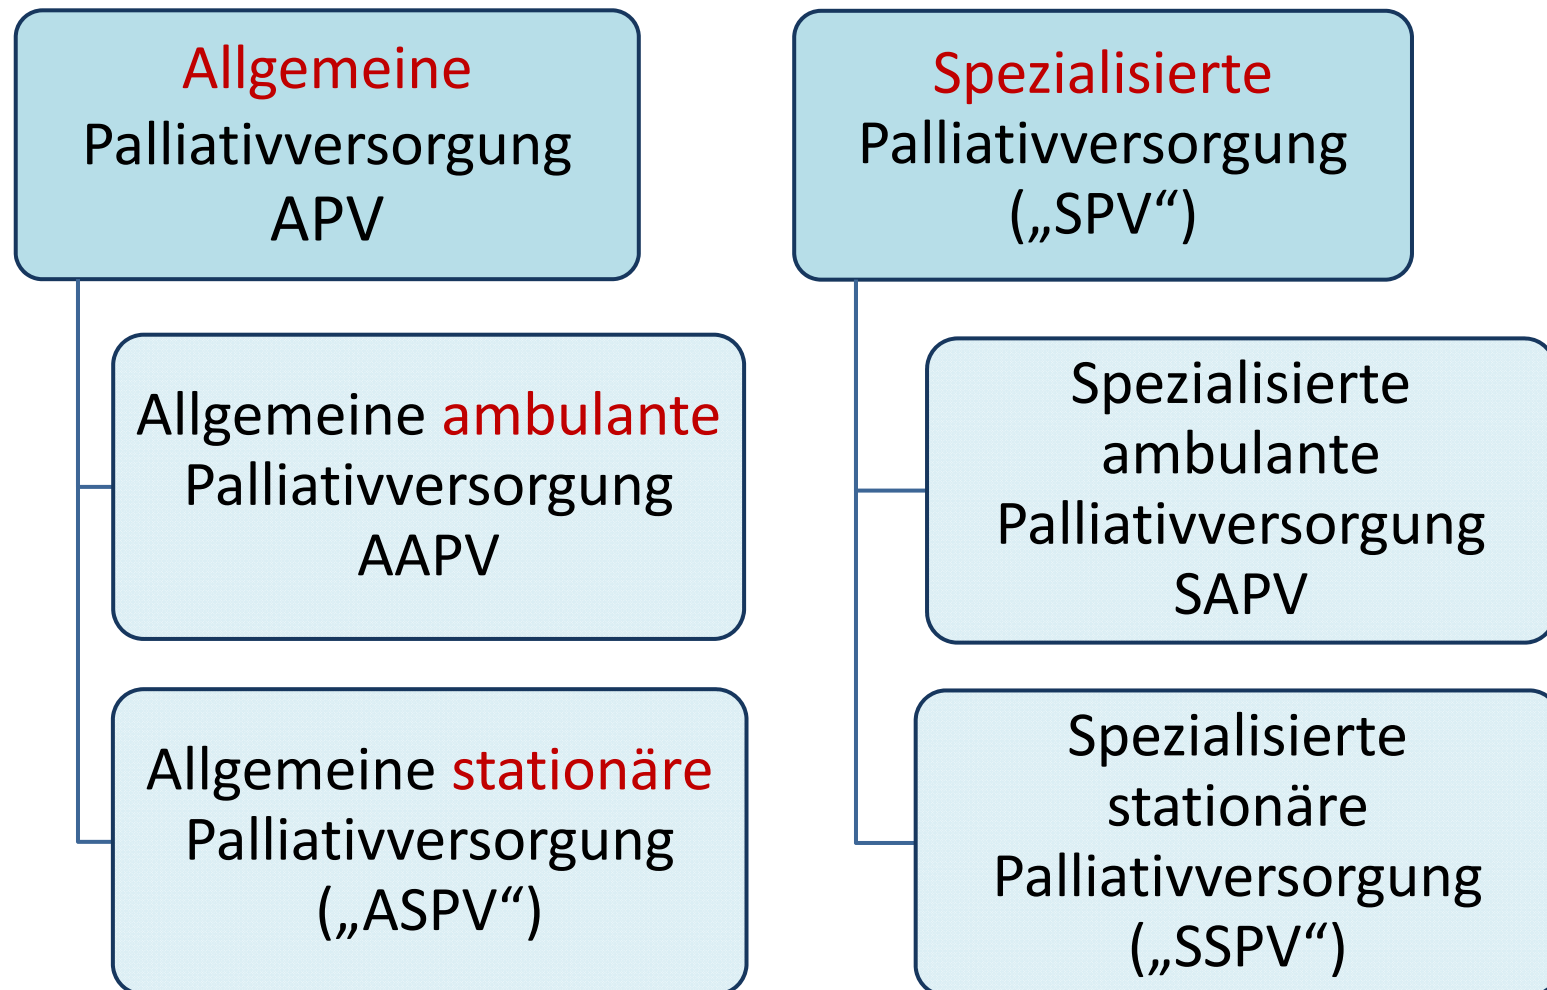 Allgemeine
Palliativversorgung
APV
Allgemeine ambulante
Palliativversorgung
AAPV
Allgemeine stationäre
Palliativversorgung
(„ASPV“)
Spezialisierte
Palliativversorgung
(„SPV“)
Spezialisierte
ambulante
Palliativversorgung
SAPV
Spezialisierte
stationäre
Palliativversorgung
(„SSPV“)